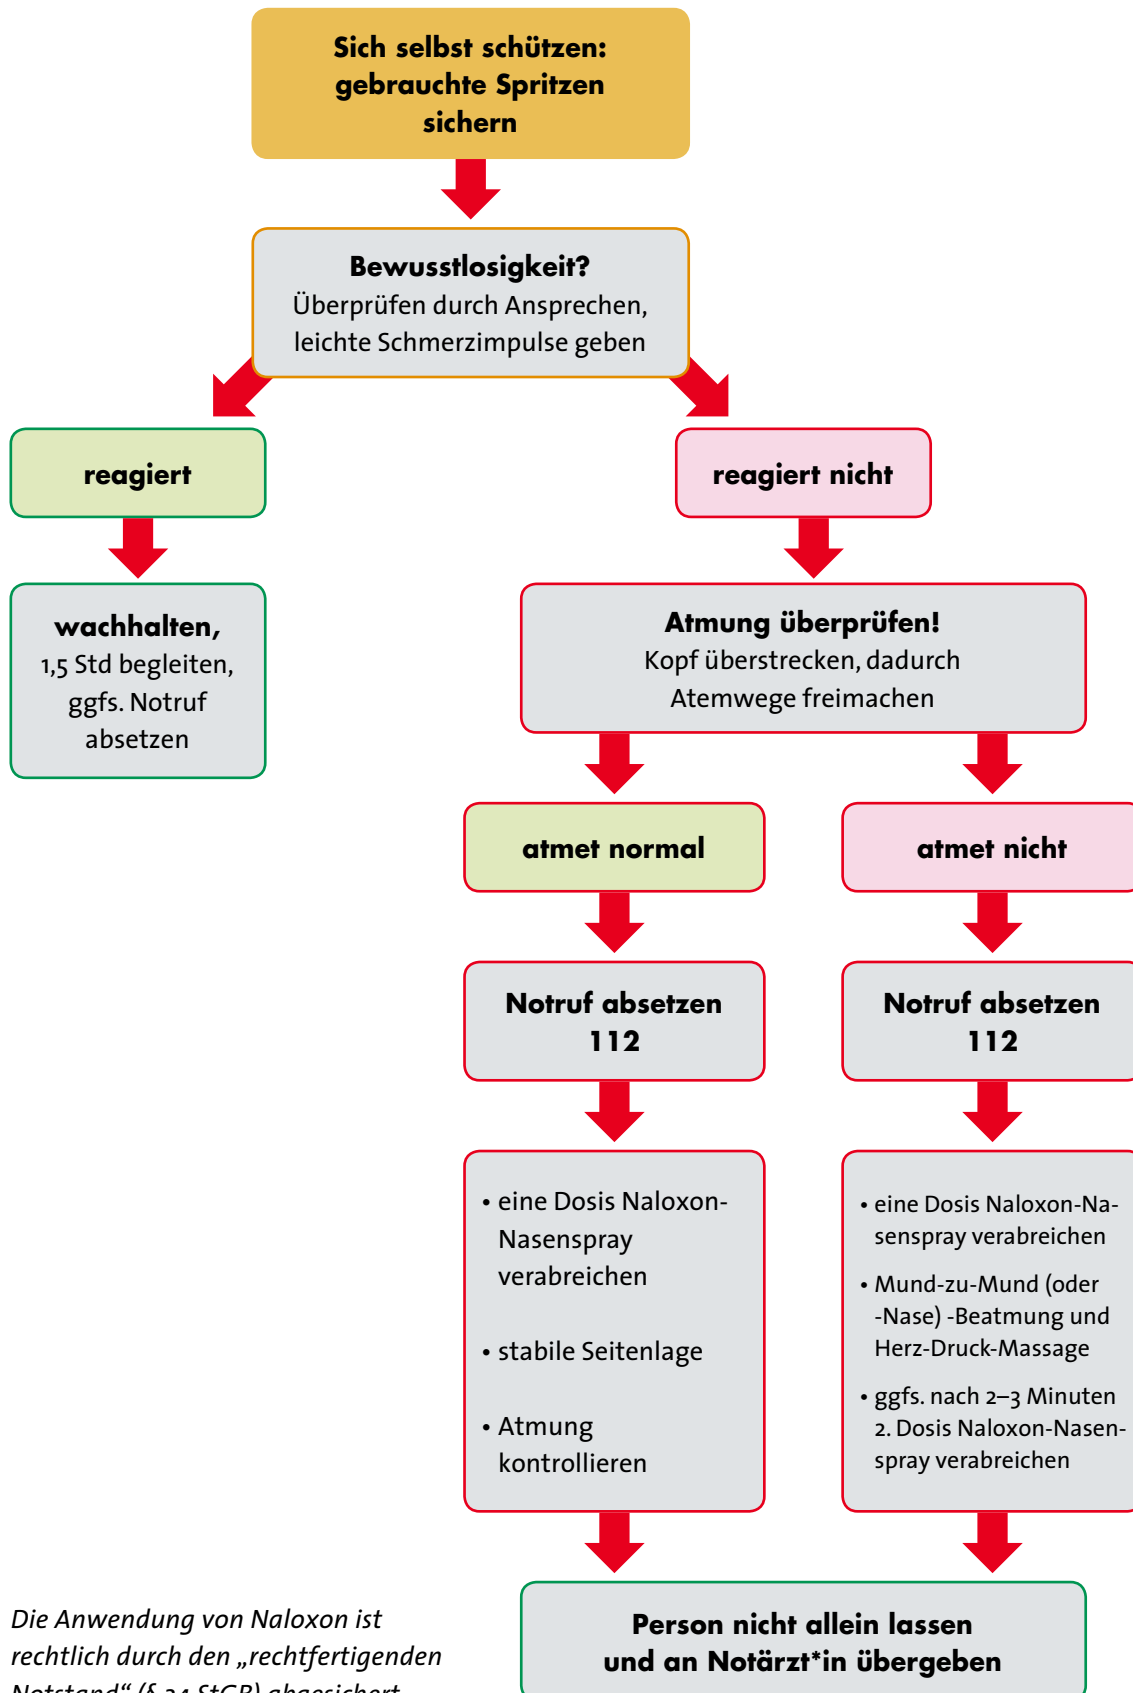 Sich selbst schützen:
gebrauchte Spritzen
sichern
Bewusstlosigkeit?
Überprüfen durch Ansprechen,
leichte Schmerzimpulse geben
reagiert
reagiert nicht
wachhalten,
1,5 Std begleiten,
ggfs. Notruf
absetzen
Atmung überprüfen!
Kopf überstrecken, dadurch
Atemwege freimachen
atmet normal
atmet nicht
Notruf absetzen
112
Notruf absetzen
112
• eine Dosis Naloxon-
Nasenspray
verabreichen
• stabile Seitenlage
• Atmung
kontrollieren
• eine Dosis Naloxon-Na-
senspray verabreichen
• Mund-zu-Mund (oder
-Nase) -Beatmung und
Herz-Druck-Massage
• ggfs. nach 2–3 Minuten
2. Dosis Naloxon-Nasen-
spray verabreichen
Person nicht allein lassen
und an Notärzt*in übergeben
Die Anwendung von Naloxon ist
rechtlich durch den „rechtfertigenden
Notstand“ (§ 34 StGB) abgesichert